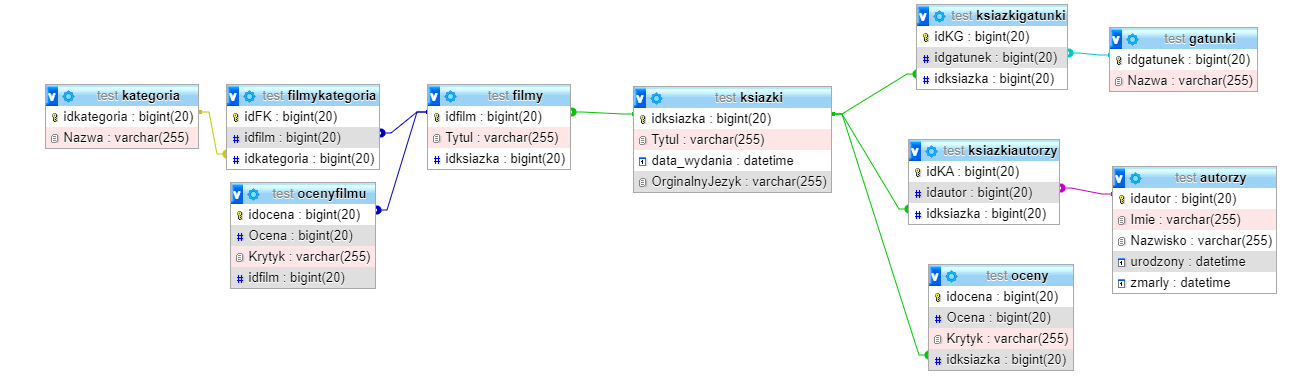 test kategoria
idkategoria : bigint(20)
Nazwa : varchar(255)
test filmykategoria
idFK : bigint(20)
idfilm : bigint(20)
idkategoria : bigint(20)
test ocenyfilmu
idocena : bigint(20)
Ocena : bigint(20)
Krytyk : varchar(255)
idfilm : bigint(20)
test filmy
idfilm : bigint(20)
Tytul : varchar(255)
idksiazka : bigint(20)
test ksiazki
idksiazka : bigint(20)
Tytul : varchar(255)
data_wydania : datetime
OrginalnyJezyk : varchar(255)
test ksiazkigatunki
idKG : bigint(20)
idgatunek : bigint(20)
idksiazka : bigint(20)
test gatunki
idgatunek : bigint(20)
Nazwa : varchar(255)
test ksiazkiautorzy
idKA : bigint(20)
idautor : bigint(20)
idksiazka : bigint(20)
test autorzy
idautor : bigint(20)
Imie : varchar(255)
Nazwisko : varchar(255)
urodzony : datetime
zmarly : datetime
test oceny
idocena : bigint(20)
Ocena : bigint(20)
Krytyk : varchar(255)
idksiazka : bigint(20)